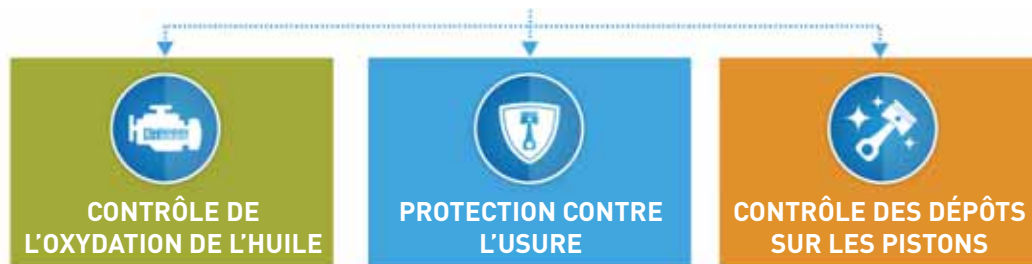 CONTRÔLE DE
L'OXYDATION DE L'HUILE
PROTECTION CONTRE
L'USURE
CONTRÔLE DES DÉPÔTS
SUR LES PISTONS